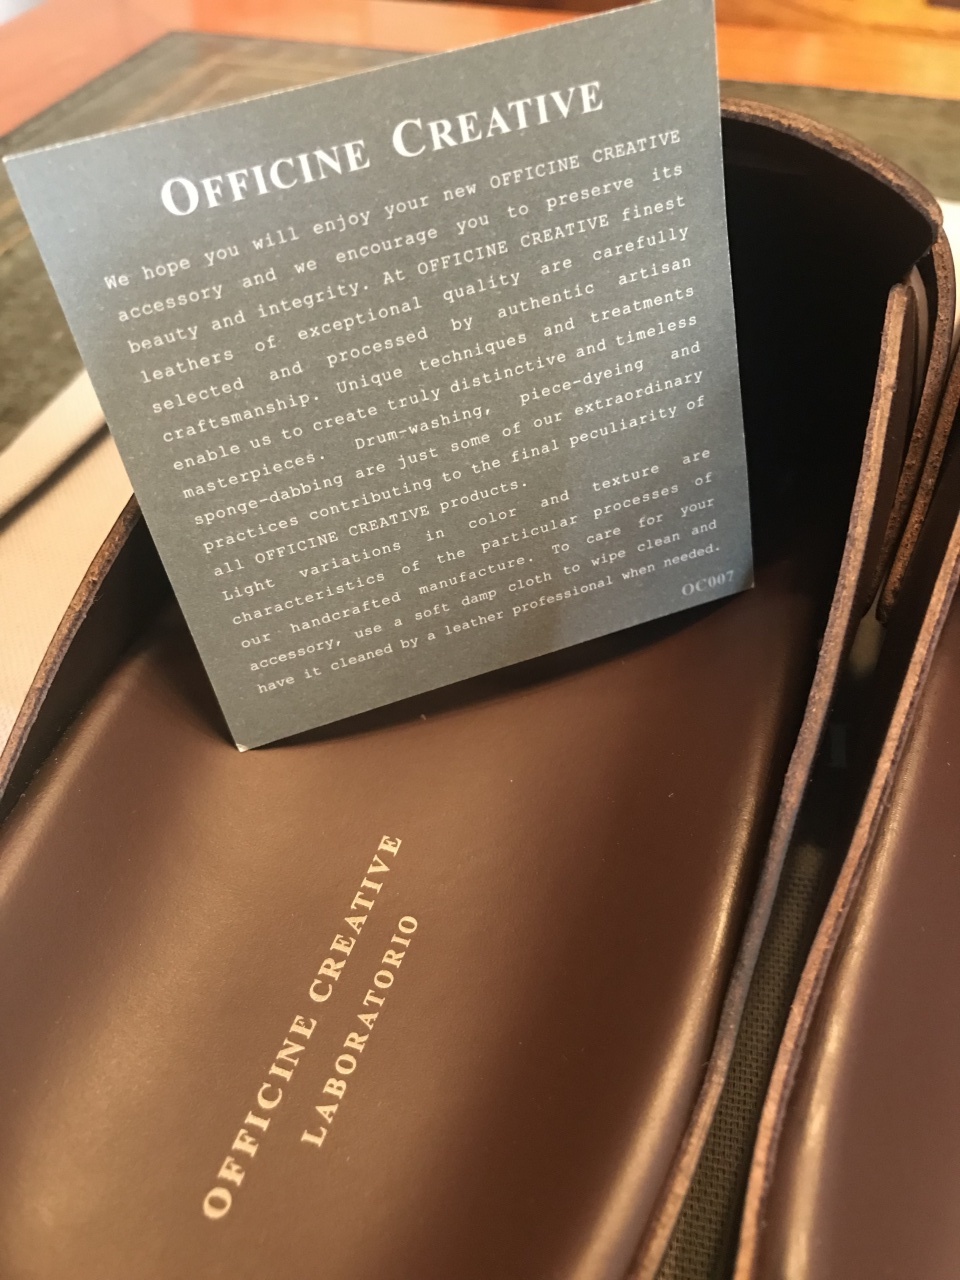 OFFICINE CREATIVE
We hope you will enjoy your new OFFICINE CREATIVE
accessory and we encourage you to preserve its
beauty and integrity. At OFFICINE CREATIVE finest
leathers of exceptional quality are carefully
selected and processed by authentic artisan
craftsmanship. Unique techniques and treatments
enable us to create truly distinctive and timeless
masterpieces. Drum-washing, piece-dyeing and
sponge-dabbing are just some of our extraordinary
practices contributing to the final peculiarity of
all OFFICINE CREATIVE products.
Light variations in color and texture are
characteristics of the particular processes of
our handcrafted manufacture. To care for your
accessory, use a soft damp cloth to wipe clean and
have it cleaned by a leather professional when needed.
OC007
OFFICINE CREATIVE
LABORATORIO